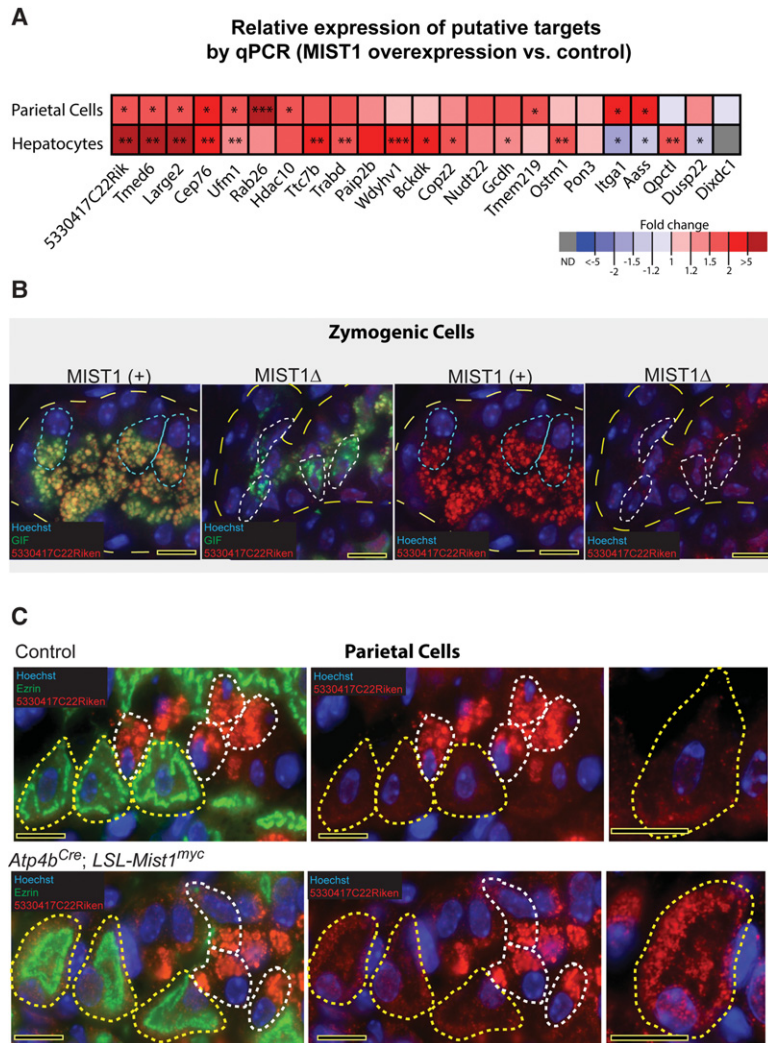 A
Relative expression of putative targets
by qPCR (MIST1 overexpression vs. control)
Parietal Cells * * * * * *** * * * *
Hepatocytes ** ** ** ** ** ** ** *** * * * ** * * ** *
5330417C22Rik Tmed6 Large2 Cep76 Ufm1 Rab26 Hdac10 Ttc7b Trabd Paip2b Wdyhv1 Bckdk Copz2 Nudt22 Gcdh Tmem219 Ostm1 Pon3 Itga1 Aass Qpctl Dusp22 Dixdc1
Fold change
ND <-5 -2 -1.5 -1.2 1 1.2 1.5 2 >5
B
Zymogenic Cells
MIST1 (+) MIST1Δ MIST1 (+) MIST1Δ
Hoechst Hoechst
GIF GIF Hoechst Hoechst
5330417C22Riken 5330417C22Riken 5330417C22Riken 5330417C22Riken
C
Control Parietal Cells
Hoechst Hoechst
Ezrin 5330417C22Riken
5330417C22Riken
Atp4bCre; LSL-Mist1myc
Hoechst Hoechst
Ezrin 5330417C22Riken
5330417C22Riken